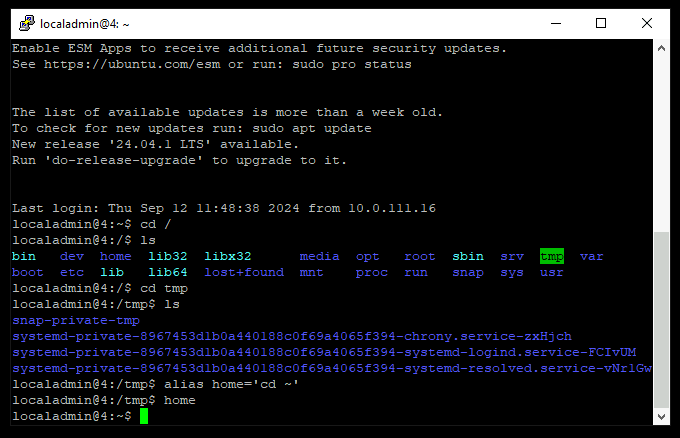 localadmin@4: ~
Enable ESM Apps to receive additional future security updates.
See https://ubuntu.com/esm or run: sudo pro status
The list of available updates is more than a week old.
To check for new updates run: sudo apt update
New release '24.04.1 LTS' available.
Run 'do-release-upgrade' to upgrade to it.
Last login: Thu Sep 12 11:48:38 2024 from 10.0.111.16
localadmin@4:~$ cd /
localadmin@4:/$ ls
bin dev home lib32 libx32 media opt root sbin srv tmp var
boot etc lib lib64 lost+found mnt proc run snap sys usr
localadmin@4:/$ cd tmp
localadmin@4:/tmp$ ls
snap-private-tmp
systemd-private-8967453d1b0a440188c0f69a4065f394-chrony.service-zxHjch
systemd-private-8967453d1b0a440188c0f69a4065f394-systemd-logind.service-FCIvUM
systemd-private-8967453d1b0a440188c0f69a4065f394-systemd-resolved.service-vNr1Gw
localadmin@4:/tmp$ alias home='cd ~'
localadmin@4:/tmp$ home
localadmin@4:~$